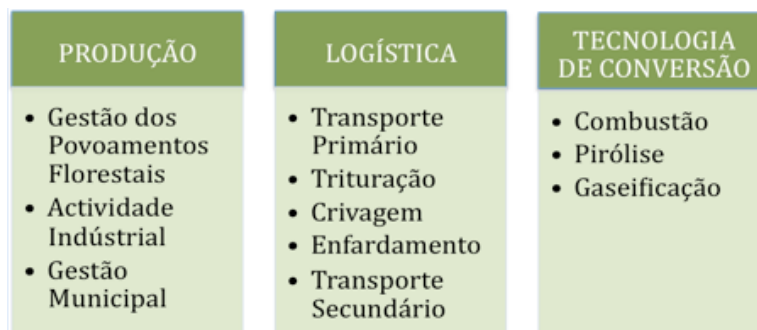 PRODUÇÃO
• Gestão dos
Povoamentos
Florestais
• Actividade
Indústrial
• Gestão
Municipal
LOGÍSTICA
• Transporte
Primário
• Trituração
• Crivagem
• Enfardamento
• Transporte
Secundário
TECNOLOGIA
DE CONVERSÃO
• Combustão
• Pirólise
• Gaseificação